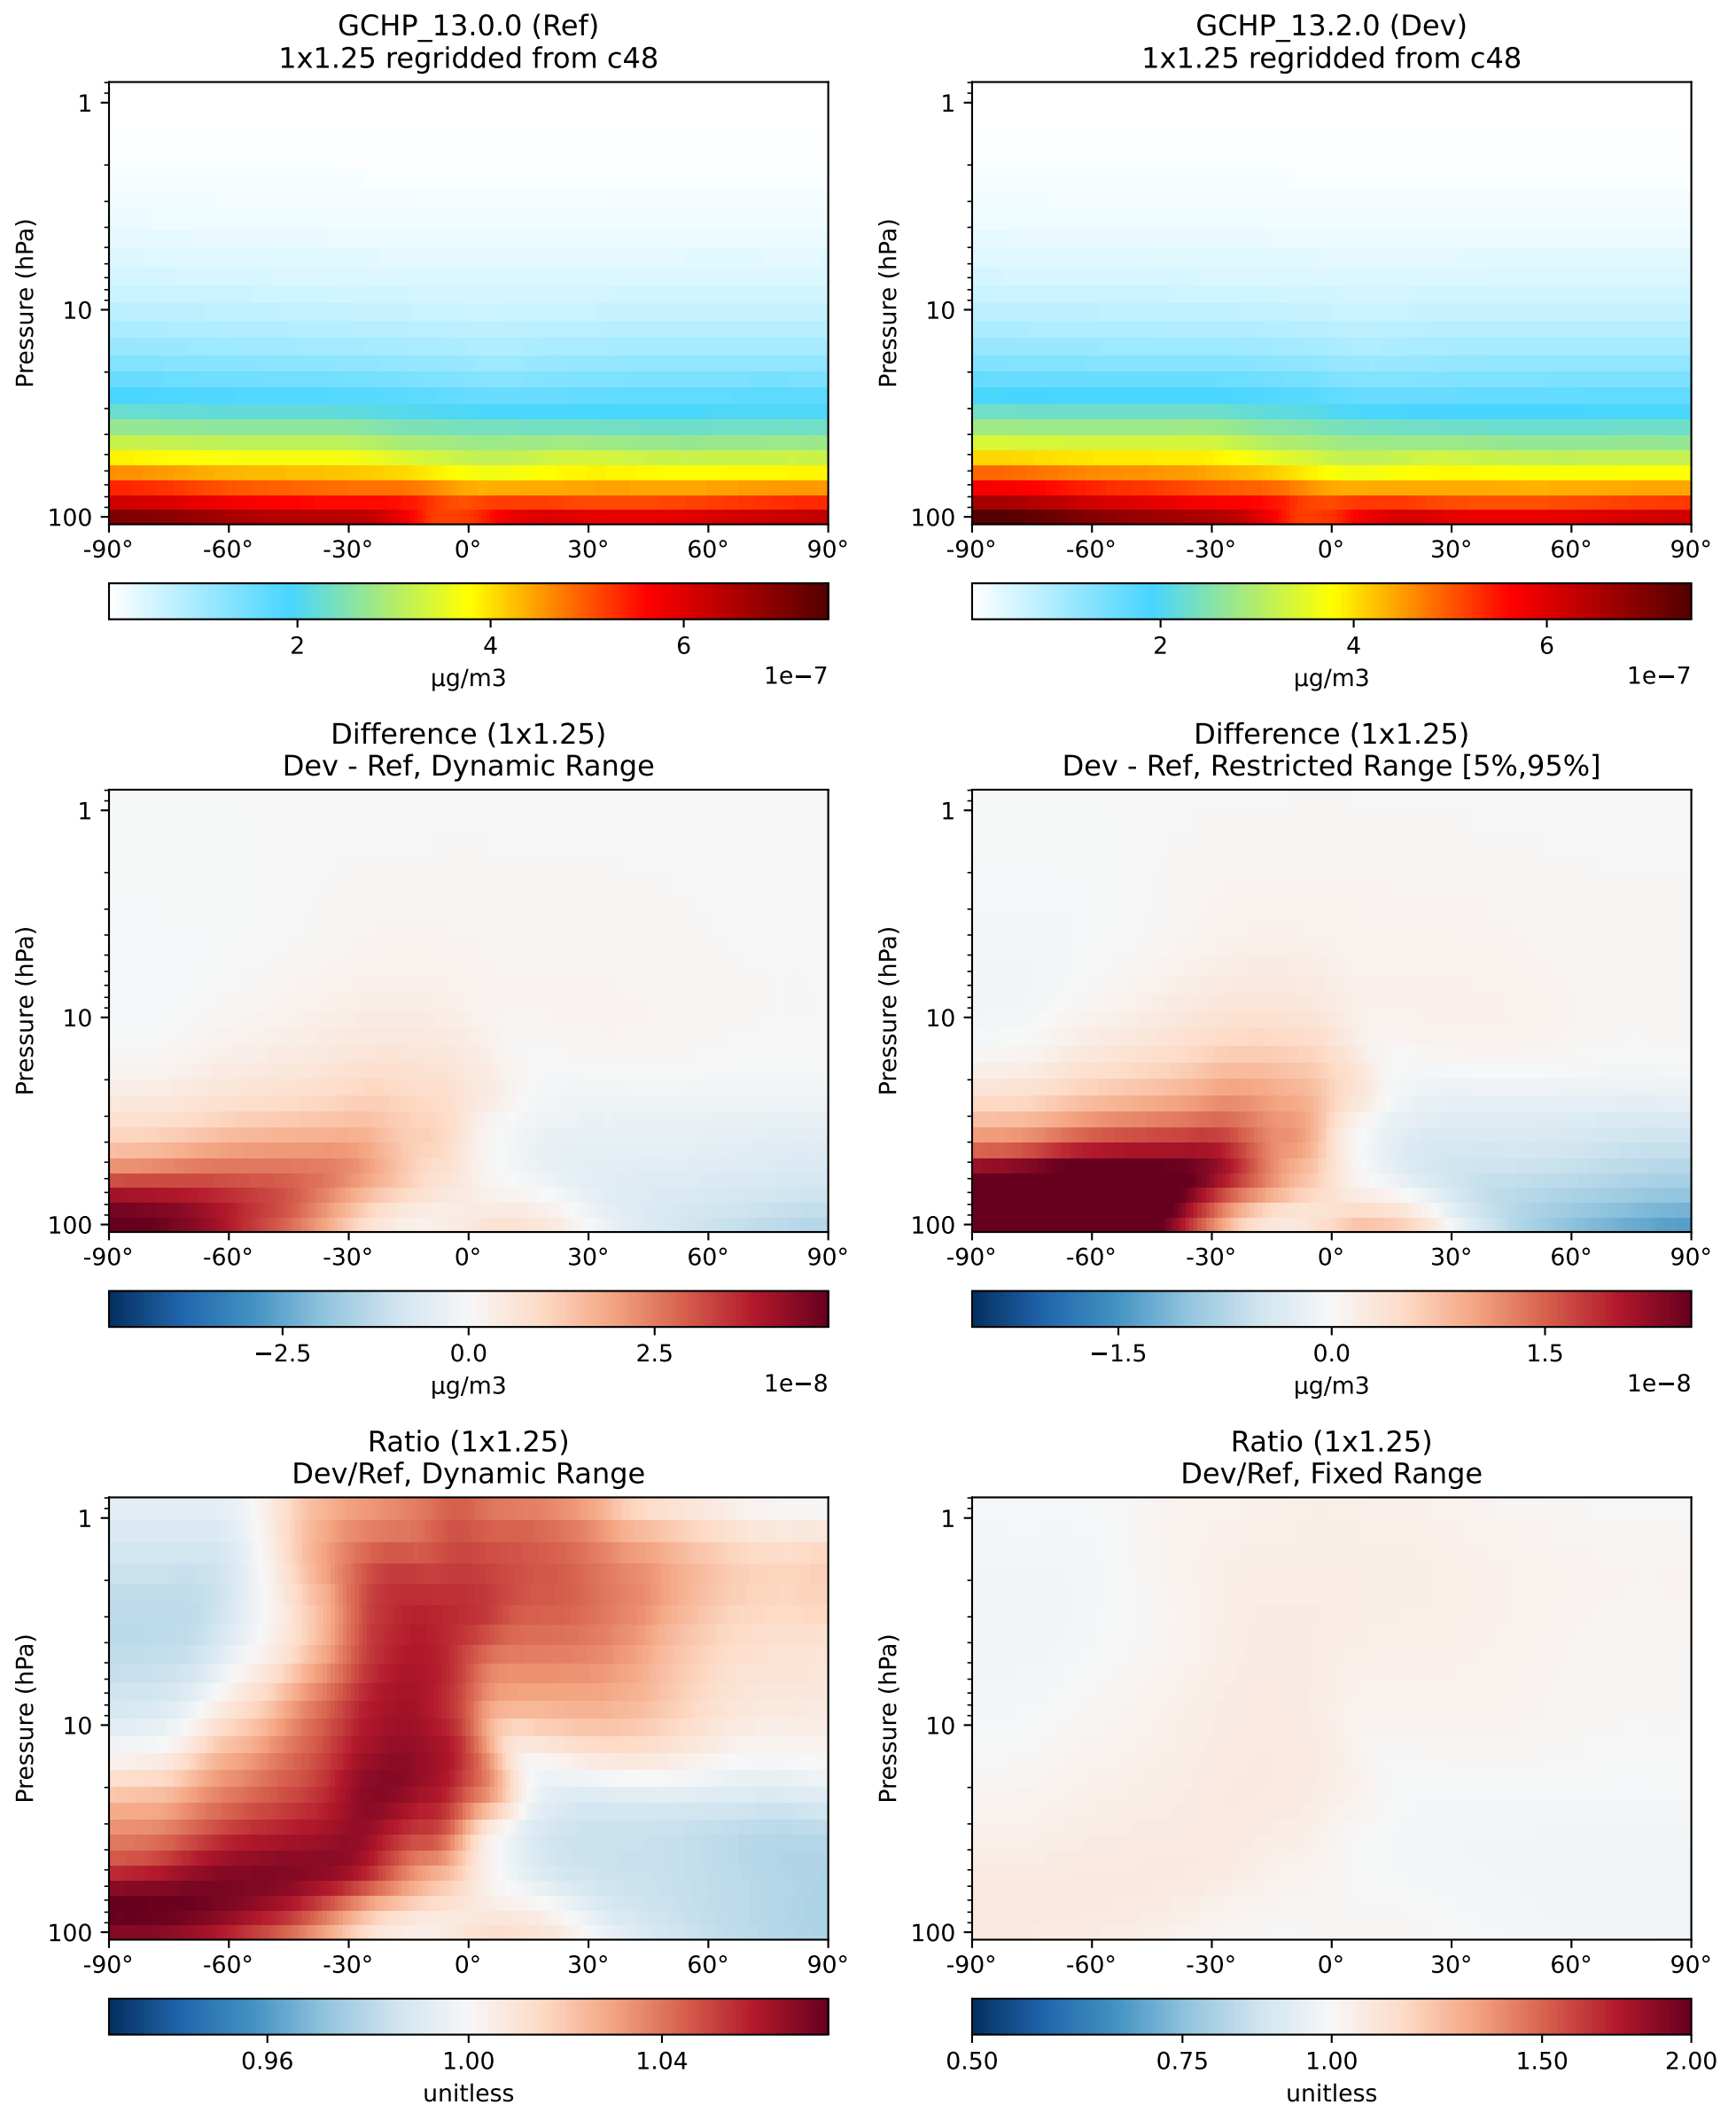 GCHP_13.0.0 (Ref)
1x1.25 regridded from c48
Pressure (hPa)
1
10
100
-90° -60° -30° 0° 30° 60° 90°
2 4 6
1e−7
μg/m3
GCHP_13.2.0 (Dev)
1x1.25 regridded from c48
Pressure (hPa)
1
10
100
-90° -60° -30° 0° 30° 60° 90°
2 4 6
1e−7
μg/m3
Difference (1x1.25)
Dev - Ref, Dynamic Range
Pressure (hPa)
1
10
100
-90° -60° -30° 0° 30° 60° 90°
−2.5 0.0 2.5
1e−8
μg/m3
Difference (1x1.25)
Dev - Ref, Restricted Range [5%,95%]
Pressure (hPa)
1
10
100
-90° -60° -30° 0° 30° 60° 90°
−1.5 0.0 1.5
1e−8
μg/m3
Ratio (1x1.25)
Dev/Ref, Dynamic Range
Pressure (hPa)
1
10
100
-90° -60° -30° 0° 30° 60° 90°
0.96 1.00 1.04
unitless
Ratio (1x1.25)
Dev/Ref, Fixed Range
Pressure (hPa)
1
10
100
-90° -60° -30° 0° 30° 60° 90°
0.50 0.75 1.00 1.50 2.00
unitless